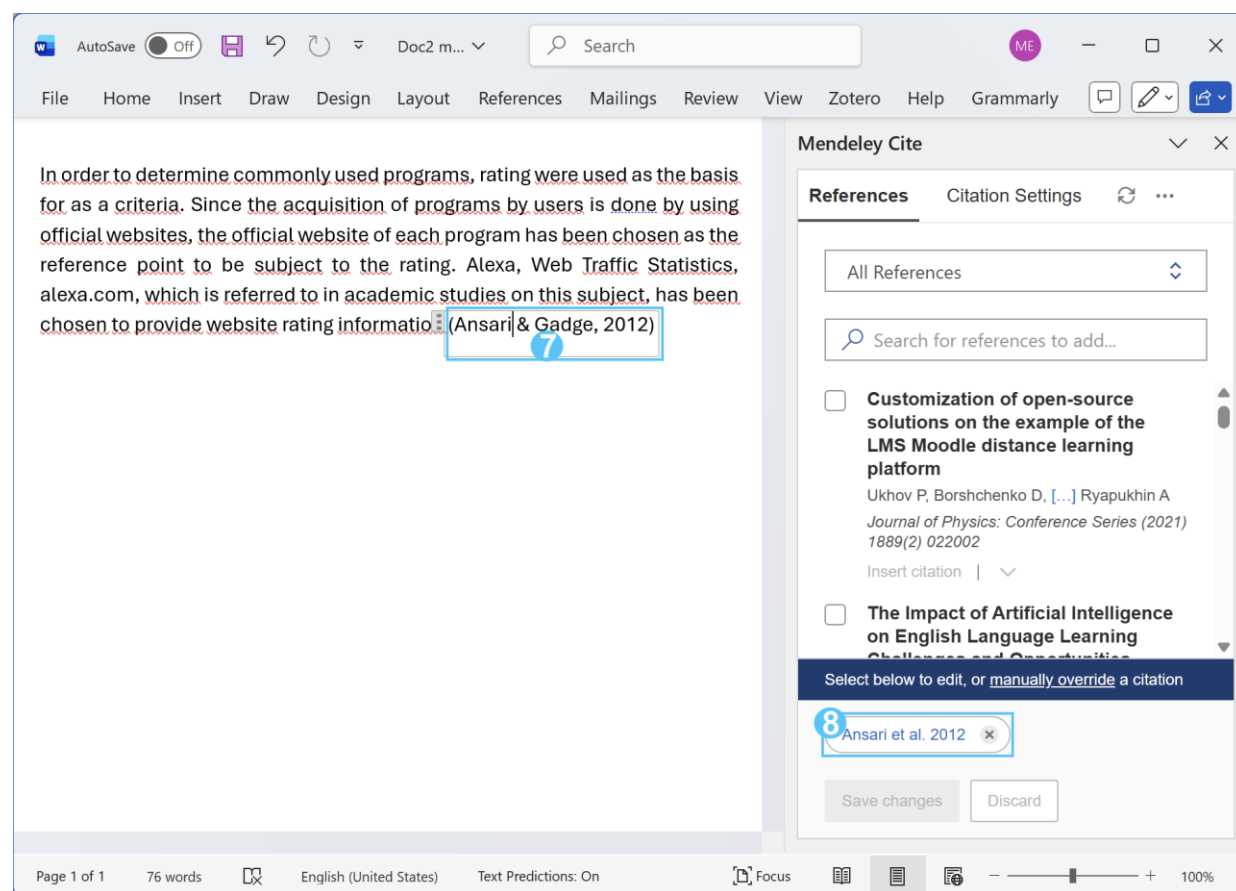 AutoSave Off Doc2 m... Search ME
File Home Insert Draw Design Layout References Mailings Review View Zotero Help Grammarly
In order to determine commonly used programs, rating were used as the basis
for as a criteria. Since the acquisition of programs by users is done by using
official websites, the official website of each program has been chosen as the
reference point to be subject to the rating. Alexa, Web Traffic Statistics,
alexa.com, which is referred to in academic studies on this subject, has been
chosen to provide website rating informatio (Ansari & Gadge, 2012)
7
Mendeley Cite
References Citation Settings
All References
Search for references to add...
Customization of open-source
solutions on the example of the
LMS Moodle distance learning
platform
Ukhov P, Borshchenko D, [...] Ryapukhin A
Journal of Physics: Conference Series (2021)
1889(2) 022002
Insert citation
The Impact of Artificial Intelligence
on English Language Learning
Challenges and Opportunities
Select below to edit, or manually override a citation
8
Ansari et al. 2012
Save changes Discard
Page 1 of 1 76 words English (United States) Text Predictions: On Focus 100%